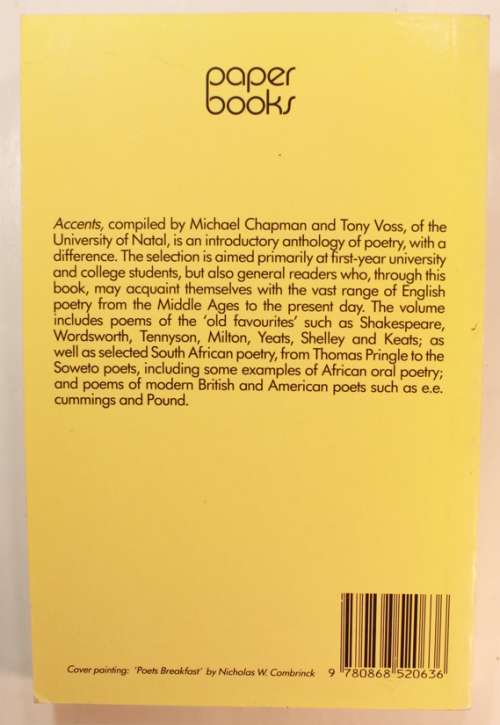 paper
books
Accents, compiled by Michael Chapman and Tony Voss, of the
University of Natal, is an introductory anthology of poetry, with a
difference. The selection is aimed primarily at first-year university
and college students, but also general readers who, through this
book, may acquaint themselves with the vast range of English
poetry from the Middle Ages to the present day. The volume
includes poems of the 'old favourites' such as Shakespeare,
Wordsworth, Tennyson, Milton, Yeats, Shelley and Keats; as
well as selected South African poetry, from Thomas Pringle to the
Soweto poets, including some examples of African oral poetry;
and poems of modern British and American poets such as e.e.
cummings and Pound.
Cover painting: 'Poets Breakfast' by Nicholas W. Combrinck
9 780868 520636